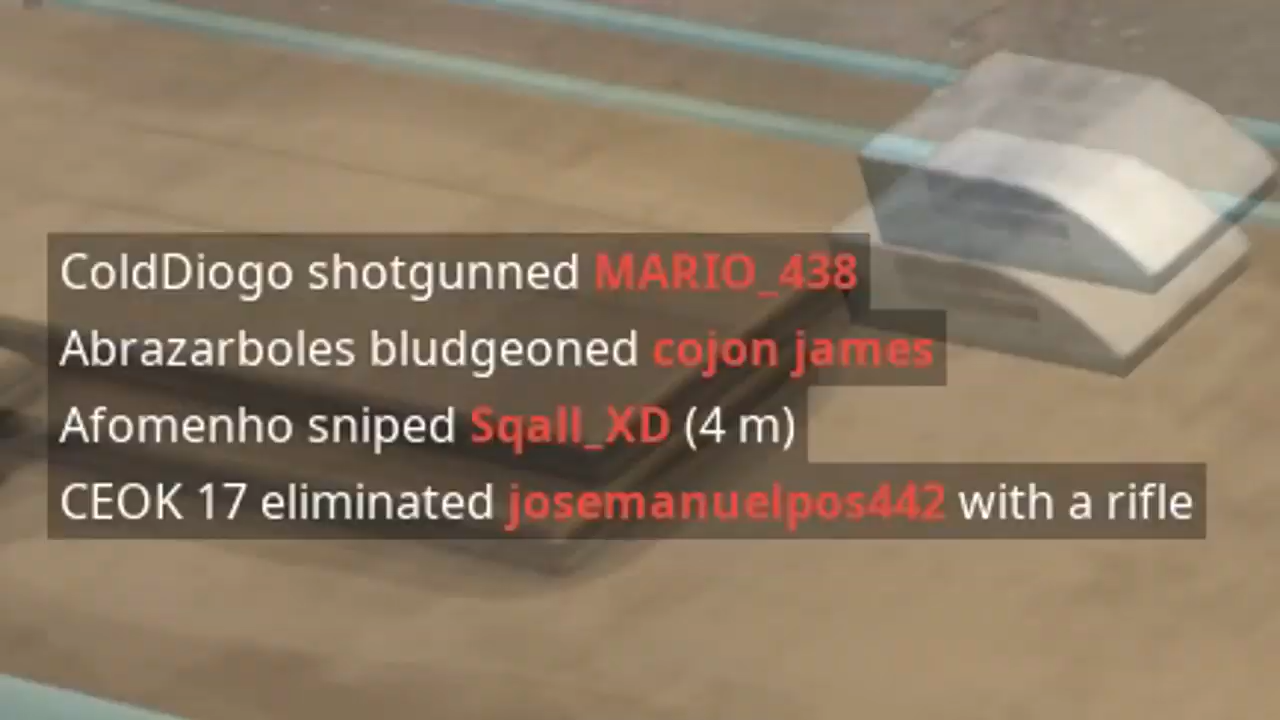 ColdDiogo shotgunned MARIO_438
Abrazarboles bludgeoned cojon james
Afomenho sniped Sqall_XD (4 m)
CEOK 17 eliminated josemanuelpos442 with a rifle